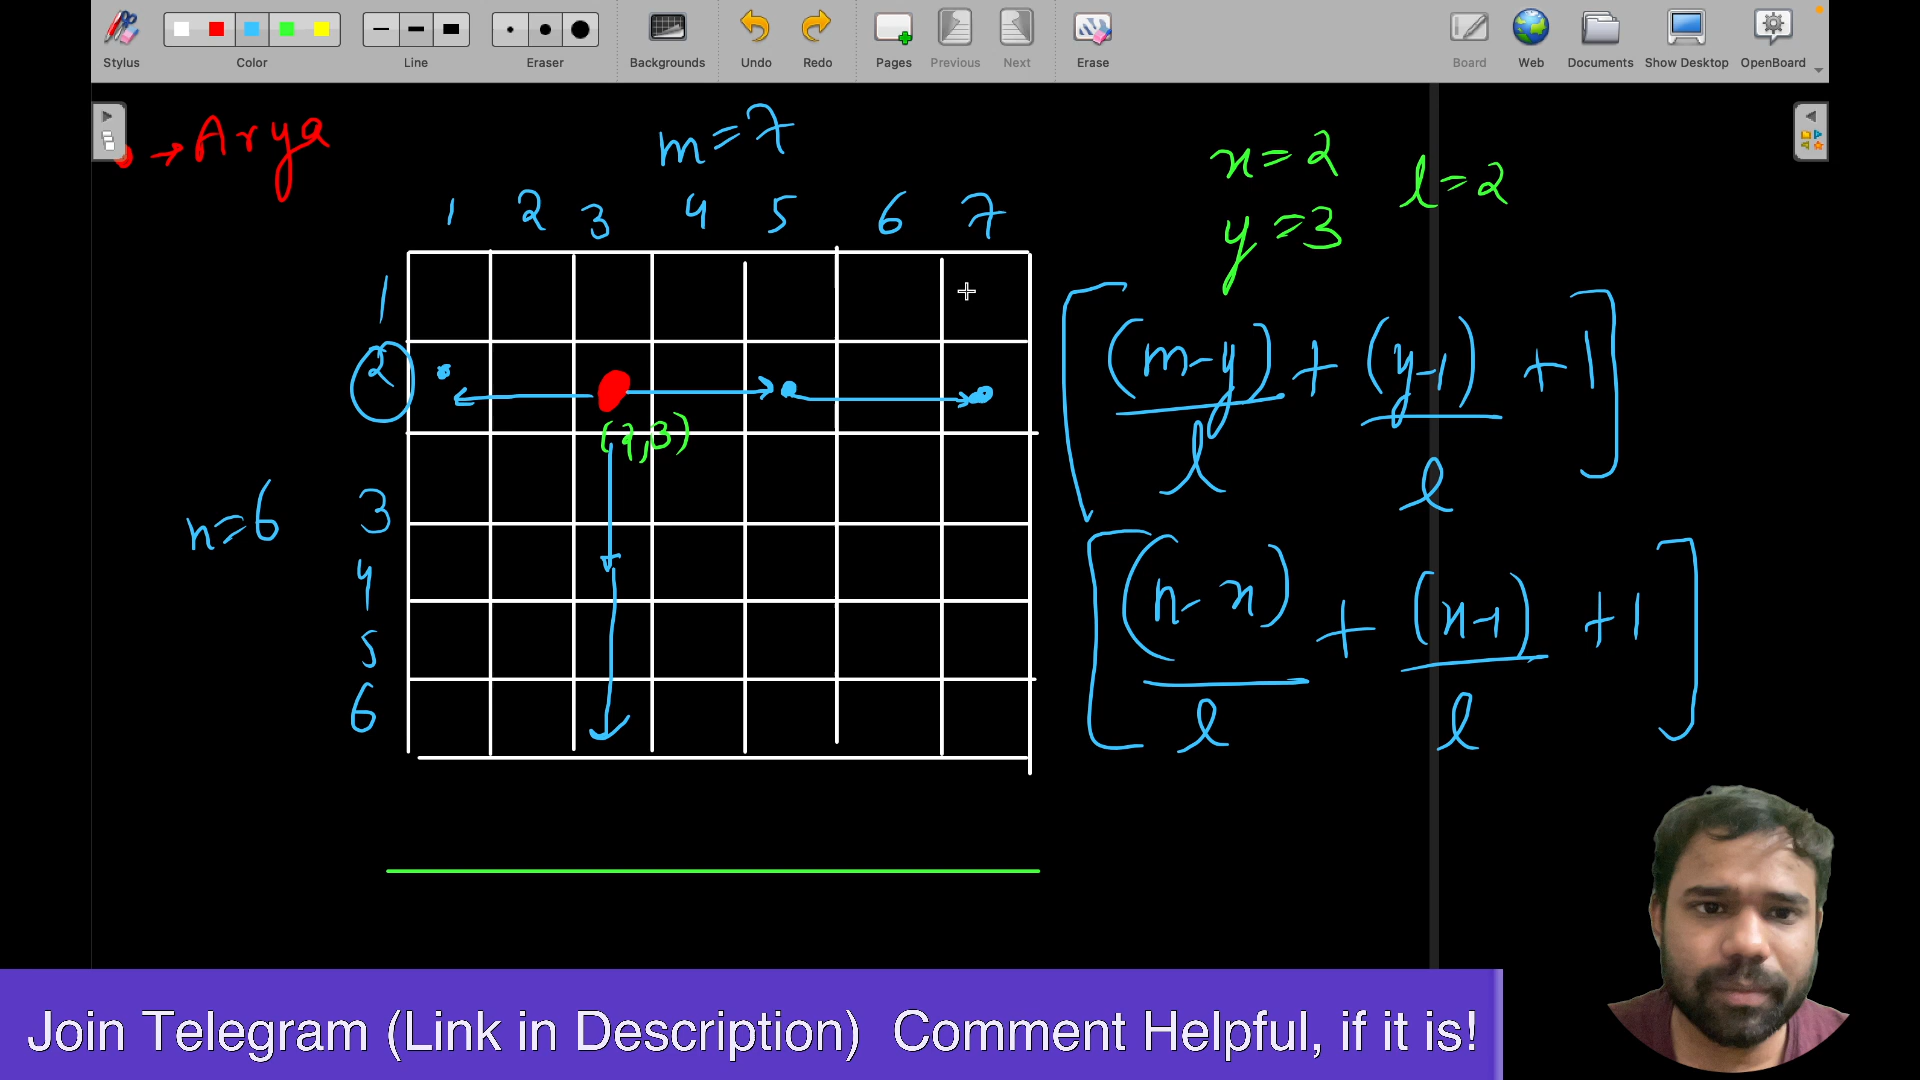 Stylus Color Line Eraser Backgrounds Undo Redo Pages Previous Next Erase Board Web Documents Show Desktop OpenBoard
→ Arya
m=7
x=2
l=2
y=3
1 2 3 4 5 6 7
1
2
(2,3)
n=6
3
4
5
6
[(m-y)/l + (y-1)/l + 1]
[(n-x)/l + (x-1)/l + 1]
Join Telegram (Link in Description) Comment Helpful, if it is!